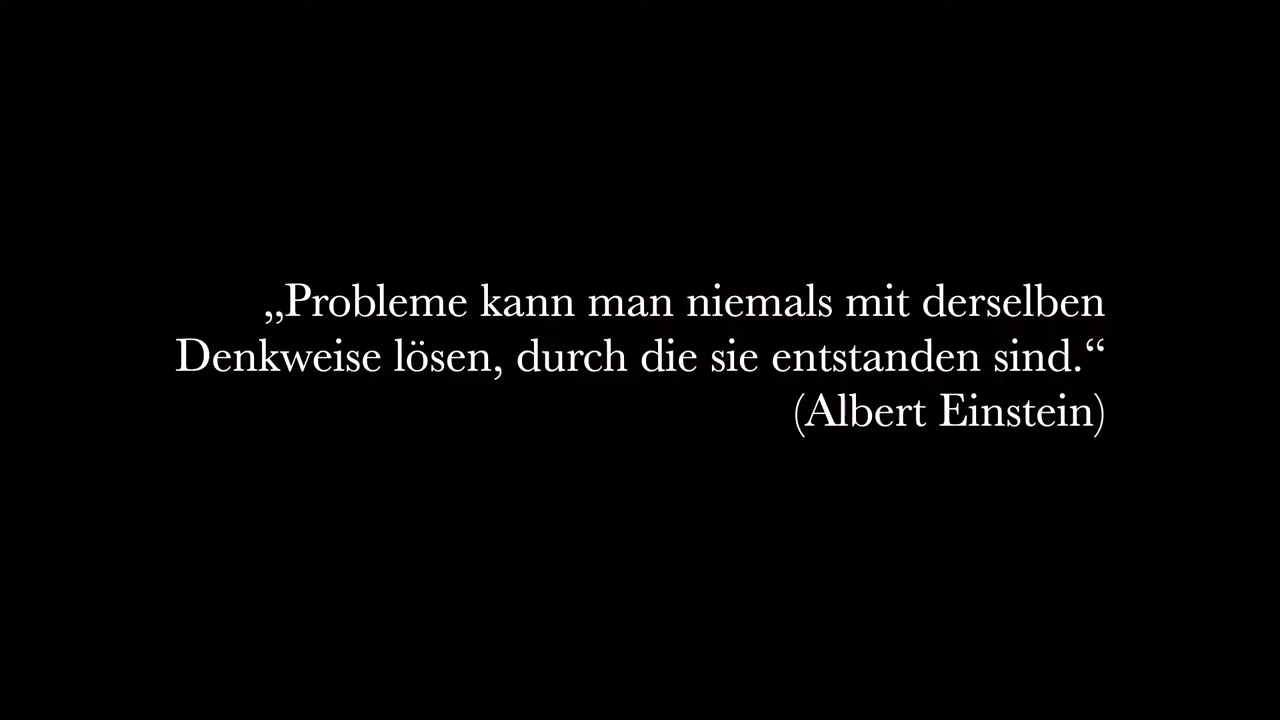 „Probleme kann man niemals mit derselben
Denkweise lösen, durch die sie entstanden sind.“
(Albert Einstein)